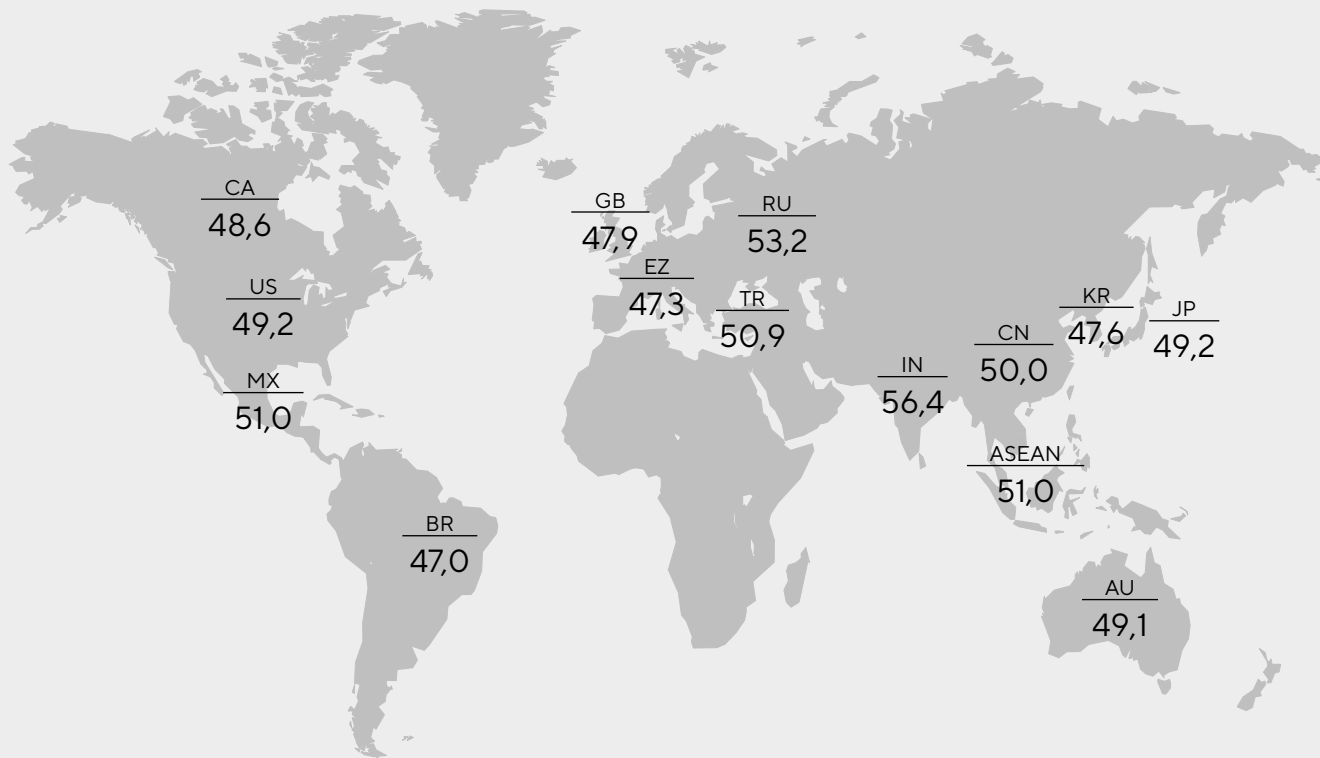 CA
48,6
GB
47,9
RU
53,2
EZ
47,3
US
49,2
TR
50,9
KR
47,6
JP
49,2
CN
50,0
IN
56,4
MX
51,0
ASEAN
51,0
BR
47,0
AU
49,1